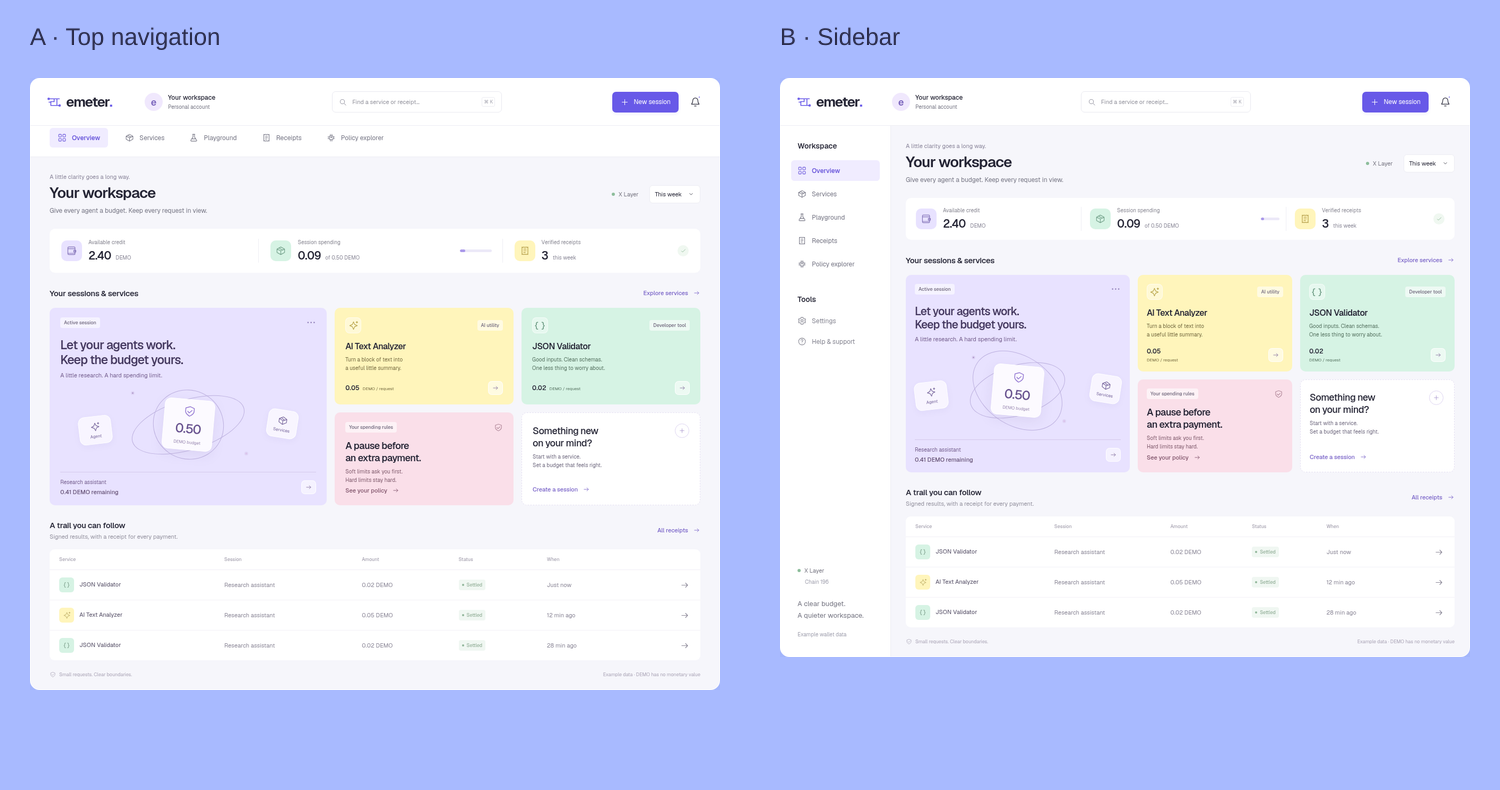 A · Top navigation
emeter.
e
Your workspace
Personal account
Find a service or receipt...
⌘ K
New session
Overview
Services
Playground
Receipts
Policy explorer
A little clarity goes a long way.
Your workspace
Give every agent a budget. Keep every request in view.
X Layer
This week
Available credit
2.40 DEMO
Session spending
0.09 of 0.50 DEMO
Verified receipts
3 this week
Your sessions & services
Explore services
Active session
Let your agents work.
Keep the budget yours.
A little research. A hard spending limit.
Agent
0.50
DEMO budget
Services
Research assistant
0.41 DEMO remaining
AI utility
AI Text Analyzer
Turn a block of text into
a useful little summary.
0.05 DEMO / request
{ }
Developer tool
JSON Validator
Good inputs. Clean schemas.
One less thing to worry about.
0.02 DEMO / request
Your spending rules
A pause before
an extra payment.
Soft limits ask you first.
Hard limits stay hard.
See your policy
Something new
on your mind?
Start with a service.
Set a budget that feels right.
Create a session
A trail you can follow
Signed results, with a receipt for every payment.
All receipts
Service Session Amount Status When
{ } JSON Validator Research assistant 0.02 DEMO Settled Just now
AI Text Analyzer Research assistant 0.05 DEMO Settled 12 min ago
{ } JSON Validator Research assistant 0.02 DEMO Settled 28 min ago
Small requests. Clear boundaries.
Example data · DEMO has no monetary value
B · Sidebar
emeter.
e
Your workspace
Personal account
Find a service or receipt...
⌘ K
New session
Workspace
Overview
Services
Playground
Receipts
Policy explorer
Tools
Settings
Help & support
X Layer
Chain 196
A clear budget.
A quieter workspace.
Example wallet data
A little clarity goes a long way.
Your workspace
Give every agent a budget. Keep every request in view.
X Layer
This week
Available credit
2.40 DEMO
Session spending
0.09 of 0.50 DEMO
Verified receipts
3 this week
Your sessions & services
Explore services
Active session
Let your agents work.
Keep the budget yours.
A little research. A hard spending limit.
Agent
0.50
DEMO budget
Services
Research assistant
0.41 DEMO remaining
AI utility
AI Text Analyzer
Turn a block of text into
a useful little summary.
0.05
DEMO / request
{ }
Developer tool
JSON Validator
Good inputs. Clean schemas.
One less thing to worry about.
0.02
DEMO / request
Your spending rules
A pause before
an extra payment.
Soft limits ask you first.
Hard limits stay hard.
See your policy
Something new
on your mind?
Start with a service.
Set a budget that feels right.
Create a session
A trail you can follow
Signed results, with a receipt for every payment.
All receipts
Service Session Amount Status When
{ } JSON Validator Research assistant 0.02 DEMO Settled Just now
AI Text Analyzer Research assistant 0.05 DEMO Settled 12 min ago
{ } JSON Validator Research assistant 0.02 DEMO Settled 28 min ago
Small requests. Clear boundaries.
Example data · DEMO has no monetary value